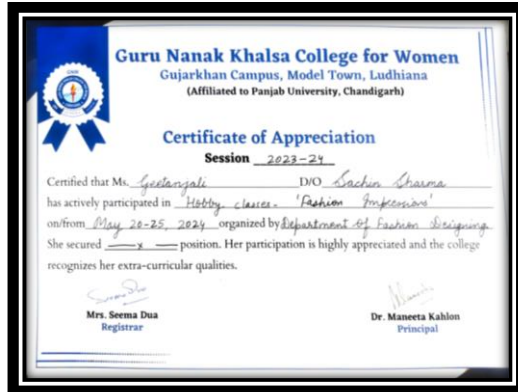 Guru Nanak Khalsa College for Women
Gujarkhan Campus, Model Town, Ludhiana
(Affiliated to Panjab University, Chandigarh)
Certificate of Appreciation
Session 2023-24
Certified that Ms. Geetanjali D/O Sachin Sharma
has actively participated in Hobby classes- 'Fashion Impressions'
on/from May 20-25, 2024 organized by Department of Fashion Designing
She secured —x— position. Her participation is highly appreciated and the college
recognizes her extra-curricular qualities.
Mrs. Seema Dua
Registrar
Dr. Maneeta Kahlon
Principal